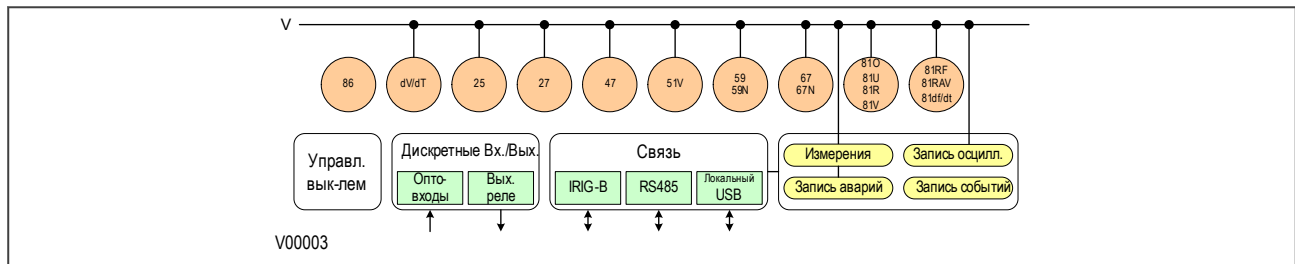 V
86
dV/dT
25
27
47
51V
59
59N
67
67N
81O
81U
81R
81V
81RF
81RAV
81df/dt
Управл.
вык-лем
Дискретные Вх./Вых.
Опто-
входы
Вых.
реле
Связь
IRIG-B
RS485
Локальный
USB
Измерения
Запись осцилл.
Запись аварий
Запись событий
V00003